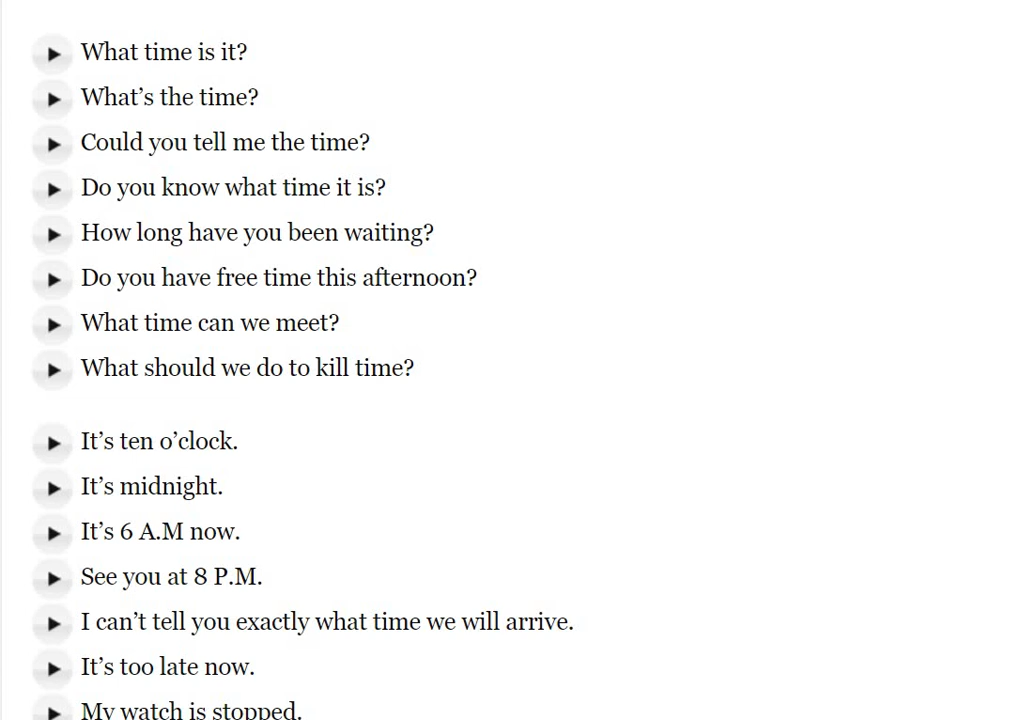 What time is it?
What’s the time?
Could you tell me the time?
Do you know what time it is?
How long have you been waiting?
Do you have free time this afternoon?
What time can we meet?
What should we do to kill time?
It’s ten o’clock.
It’s midnight.
It’s 6 A.M now.
See you at 8 P.M.
I can’t tell you exactly what time we will arrive.
It’s too late now.
My watch is stopped.